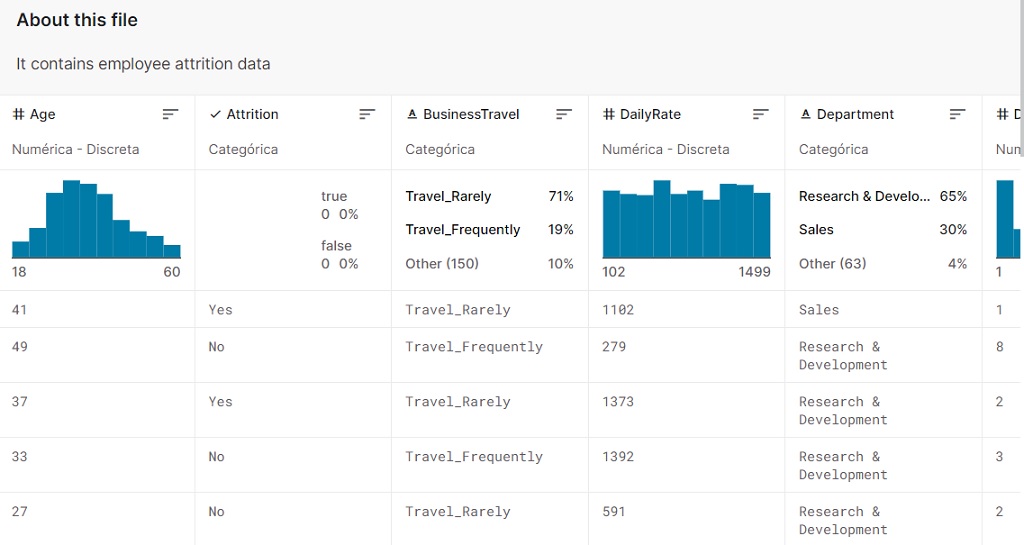 About this file
It contains employee attrition data
# Age
Attrition
BusinessTravel
# DailyRate
Department
# D
Numérica - Discreta
Categórica
Categórica
Numérica - Discreta
Categórica
Num
18 60
true
0 0%
false
0 0%
Travel_Rarely 71%
Travel_Frequently 19%
Other (150) 10%
102 1499
Research & Develo... 65%
Sales 30%
Other (63) 4%
1
41 Yes Travel_Rarely 1102 Sales 1
49 No Travel_Frequently 279 Research & 8
Development
37 Yes Travel_Rarely 1373 Research & 2
Development
33 No Travel_Frequently 1392 Research & 3
Development
27 No Travel_Rarely 591 Research & 2
Development